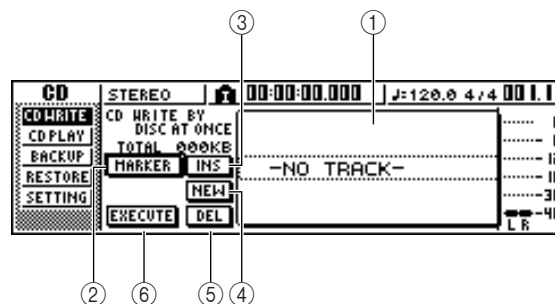 ③ ①
CD STEREO 00:00:00.000 ♩=120.0 4/4 001.1
CD WRITE
CD PLAY
BACKUP
RESTORE
SETTING
CD WRITE BY
DISC AT ONCE
TOTAL 000KB
MARKER INS
NEW
EXECUTE DEL
-NO TRACK-
L R
② ⑥ ⑤ ④